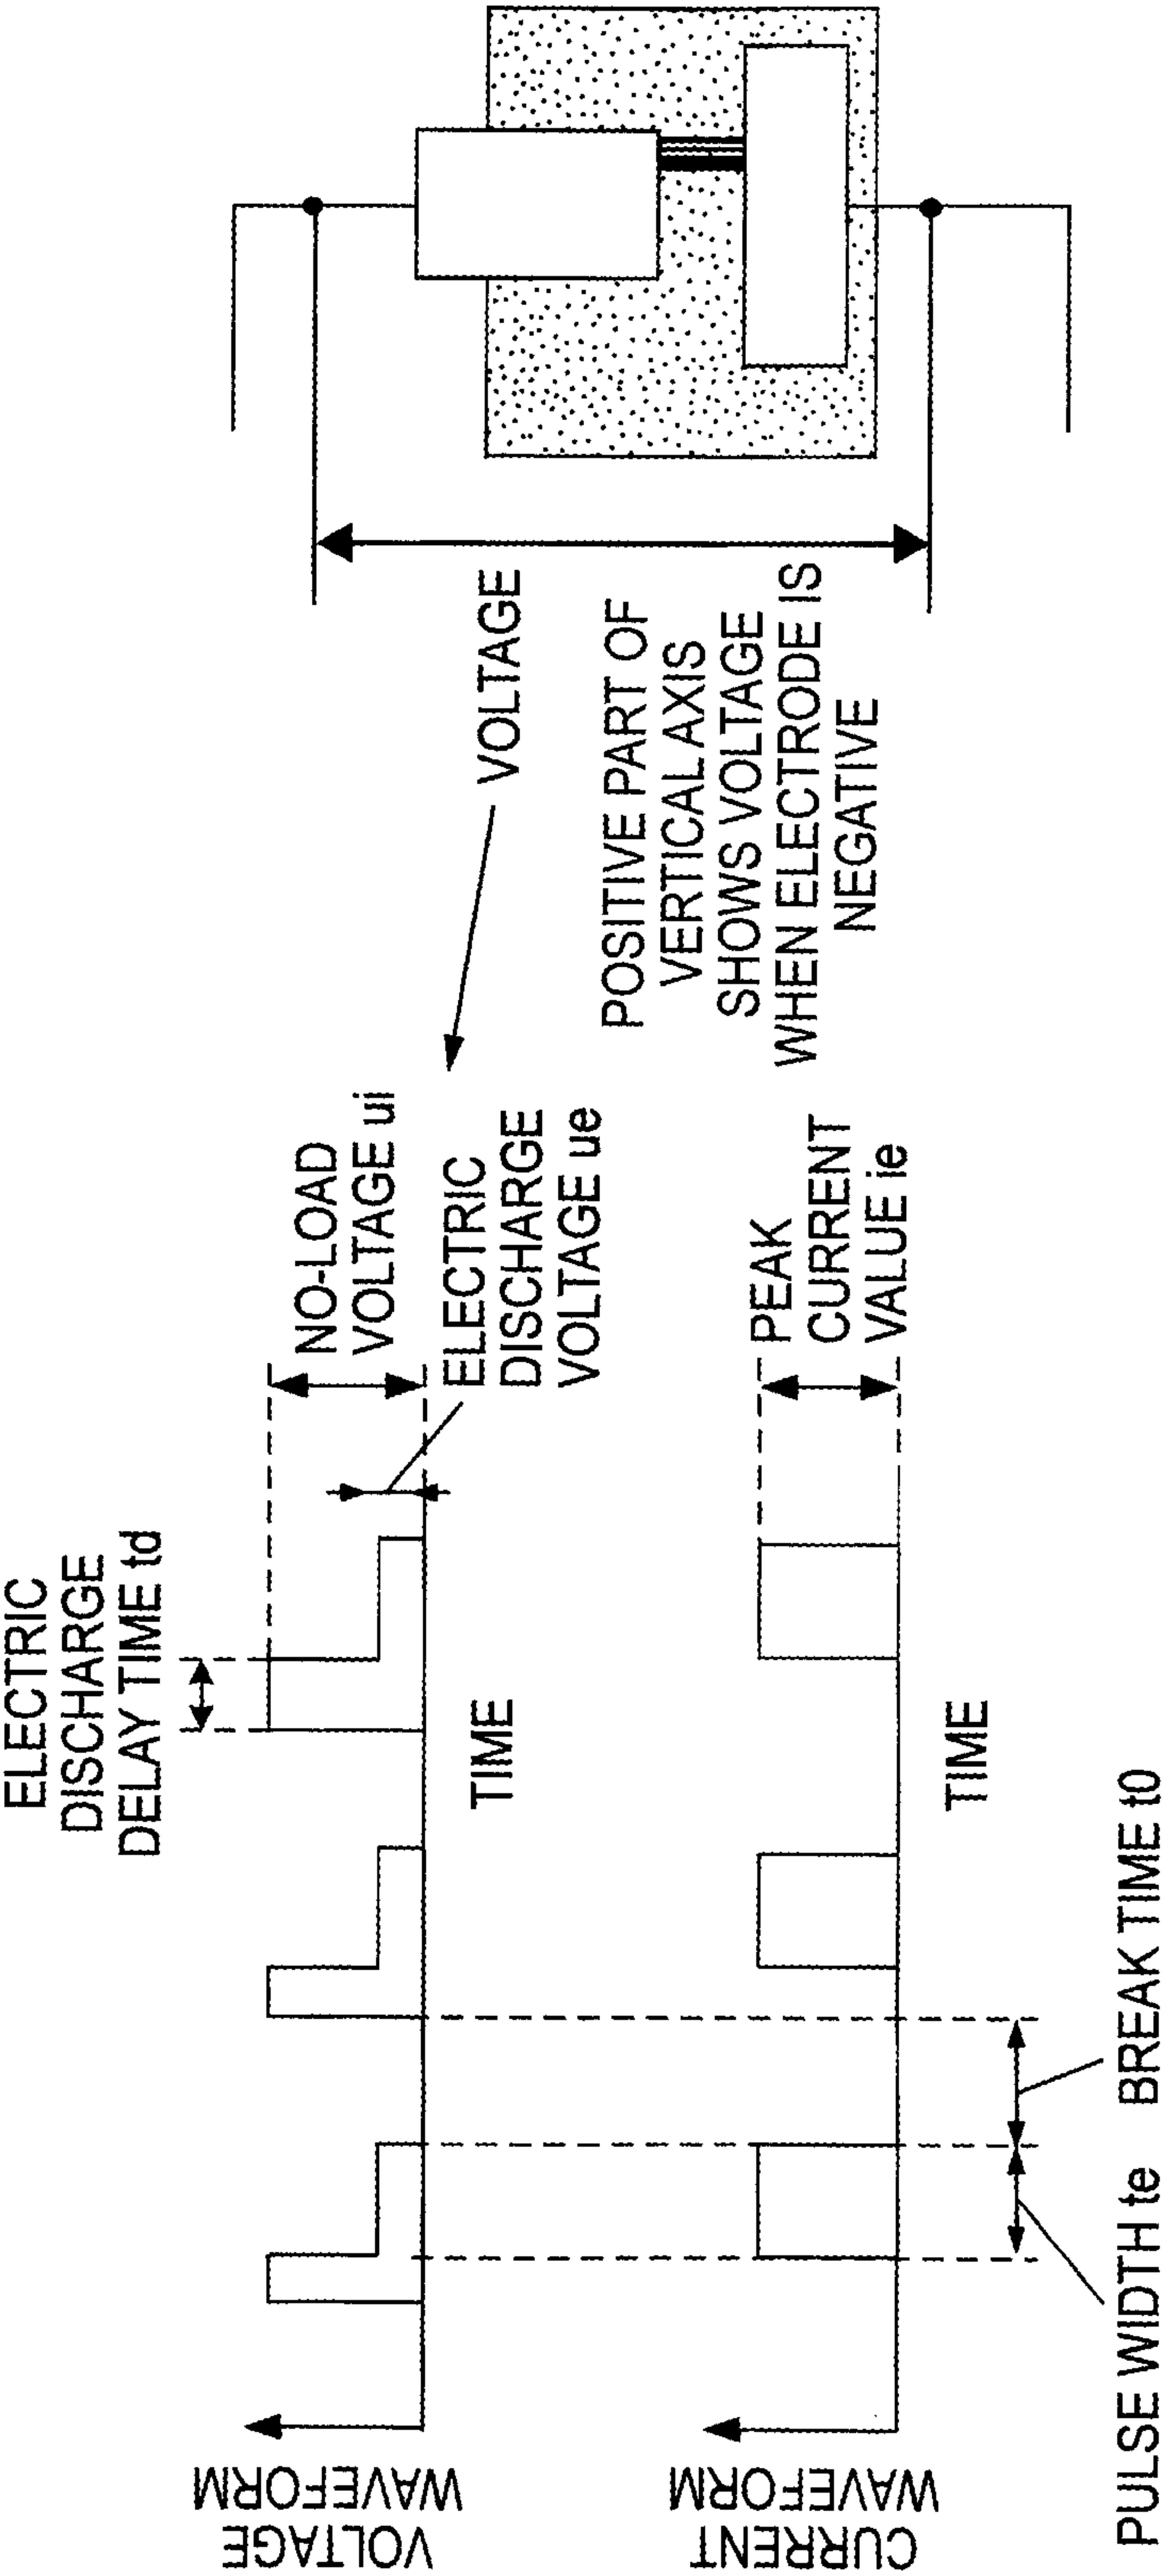 VOLTAGE
WAVEFORM
ELECTRIC
DISCHARGE
DELAY TIME td
NO-LOAD
VOLTAGE ui
ELECTRIC
DISCHARGE
VOLTAGE ue
TIME
VOLTAGE
POSITIVE PART OF
VERTICAL AXIS
SHOWS VOLTAGE
WHEN ELECTRODE IS
NEGATIVE
CURRENT
WAVEFORM
PEAK
CURRENT
VALUE ie
TIME
PULSE WIDTH te
BREAK TIME t0